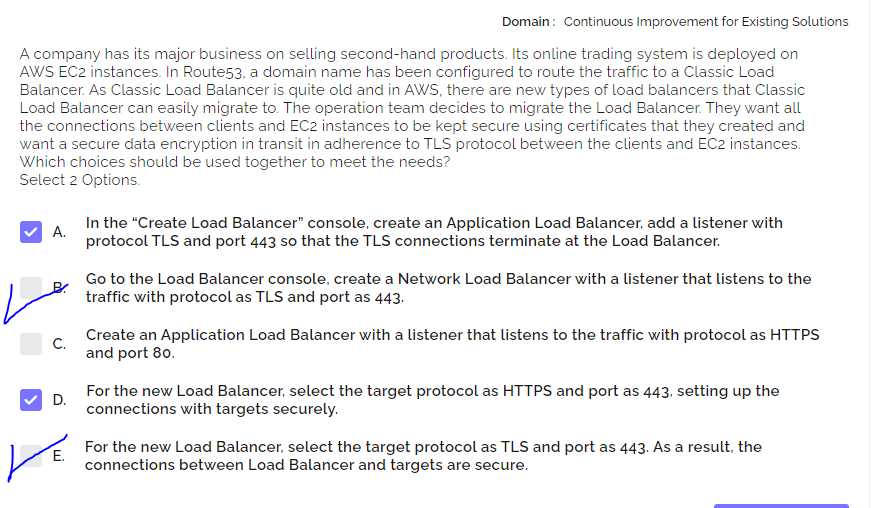 Domain : Continuous Improvement for Existing Solutions
A company has its major business on selling second-hand products. Its online trading system is deployed on
AWS EC2 instances. In Route53, a domain name has been configured to route the traffic to a Classic Load
Balancer. As Classic Load Balancer is quite old and in AWS, there are new types of load balancers that Classic
Load Balancer can easily migrate to. The operation team decides to migrate the Load Balancer. They want all
the connections between clients and EC2 instances to be kept secure using certificates that they created and
want a secure data encryption in transit in adherence to TLS protocol between the clients and EC2 instances.
Which choices should be used together to meet the needs?
Select 2 Options.
A. In the “Create Load Balancer” console, create an Application Load Balancer, add a listener with
protocol TLS and port 443 so that the TLS connections terminate at the Load Balancer.
B. Go to the Load Balancer console, create a Network Load Balancer with a listener that listens to the
traffic with protocol as TLS and port as 443.
C. Create an Application Load Balancer with a listener that listens to the traffic with protocol as HTTPS
and port 80.
D. For the new Load Balancer, select the target protocol as HTTPS and port as 443, setting up the
connections with targets securely.
E. For the new Load Balancer, select the target protocol as TLS and port as 443. As a result, the
connections between Load Balancer and targets are secure.